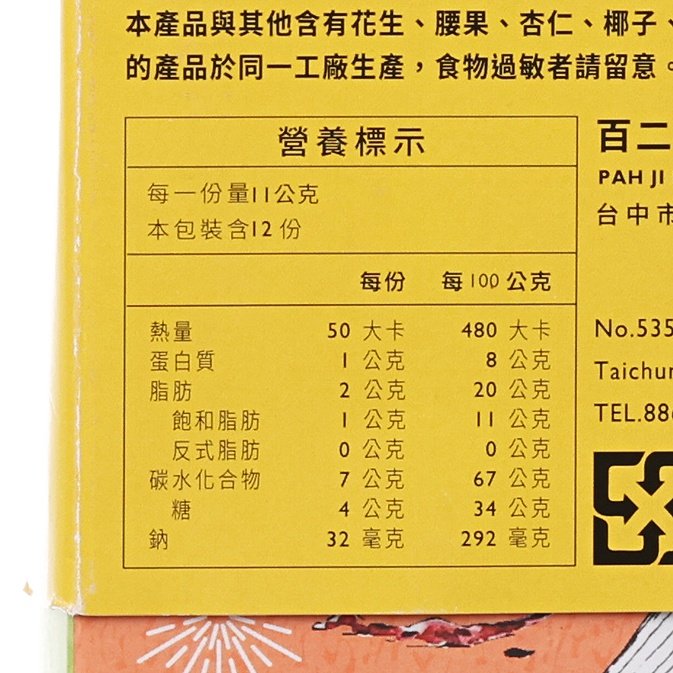 本產品與其他含有花生、腰果、杏仁、椰子、
的產品於同一工廠生產，食物過敏者請留意。
營養標示
每一份量11公克
本包裝含12份
每份 每100公克
熱量 50 大卡 480 大卡
蛋白質 1 公克 8 公克
脂肪 2 公克 20 公克
飽和脂肪 1 公克 11 公克
反式脂肪 0 公克 0 公克
碳水化合物 7 公克 67 公克
糖 4 公克 34 公克
鈉 32 毫克 292 毫克
百二
PAH JI
台中市
No.535
Taichun
TEL.886